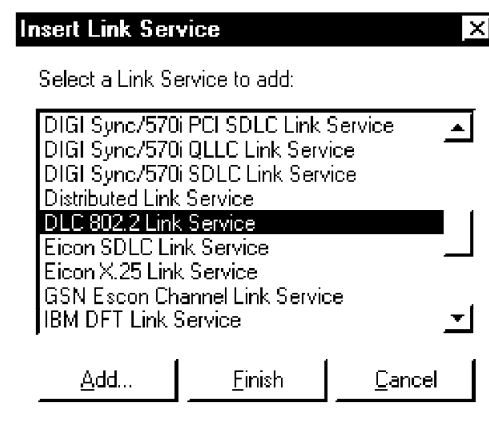 Insert Link Service
Select a Link Service to add:
DIGI Sync/570i PCI SDLC Link Service
DIGI Sync/570i QLLC Link Service
DIGI Sync/570i SDLC Link Service
Distributed Link Service
DLC 802.2 Link Service
Eicon SDLC Link Service
Eicon X.25 Link Service
GSN Escon Channel Link Service
IBM DFT Link Service
Add... Finish Cancel